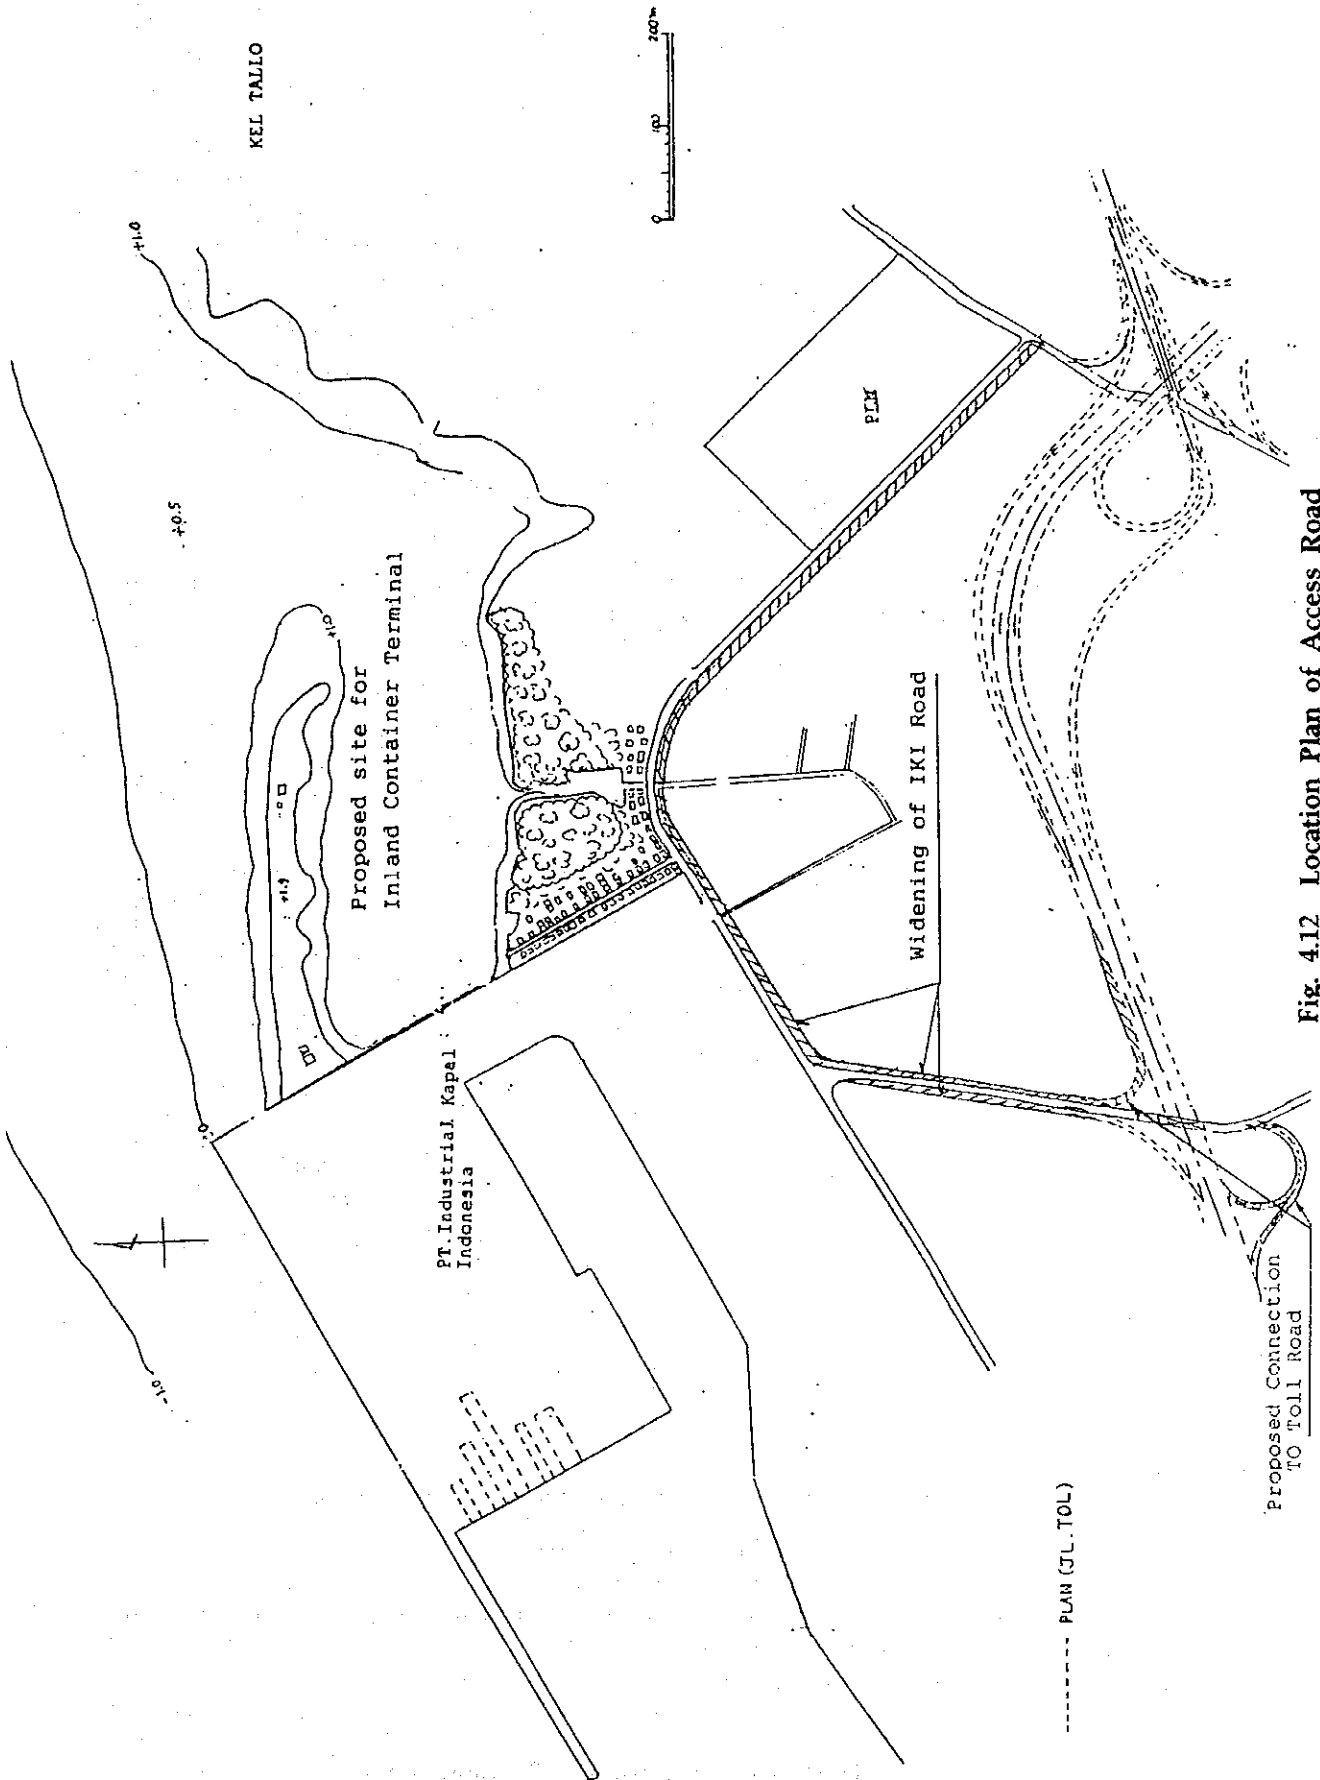 KEL TALLO
+1.0
+0.5
0
100
200m
Proposed site for
Inland Container Terminal
+1.0
+1.9
0
-1.0
PT.Industrial Kapal
Indonesia
PLN
Widening of IKI Road
------- PLAN (JL.TOL)
Proposed Connection
TO Toll Road
Fig. 4.12 Location Plan of Access Road